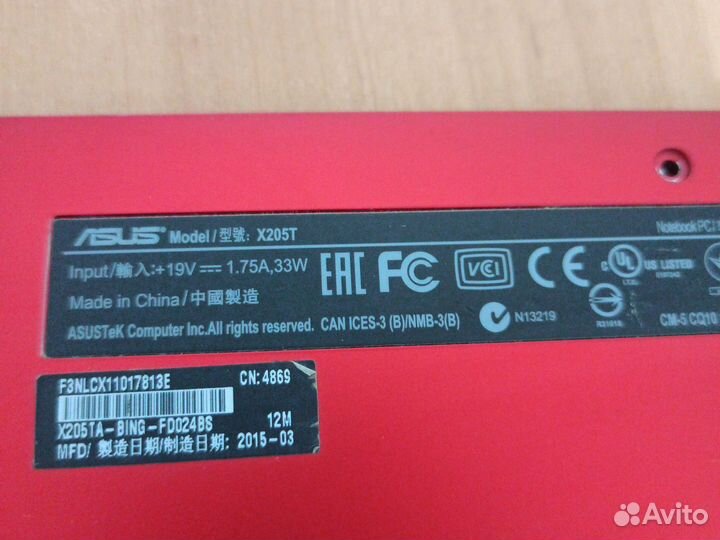 ASUS Model/型號: X205T
Notebook PC/
Input/輸入:+19V⎓1.75A,33W
EAC FC VCI CE UL US LISTED
Made in China/中國製造
N13219
ASUSTeK Computer Inc.All rights reserved. CAN ICES-3 (B)/NMB-3(B)
CM-5 CQ10
F3NLCX11017813E CN:4869
X205TA-BING-FD024BS 12M
MFD/ 製造日期/制造日期: 2015-03
Avito